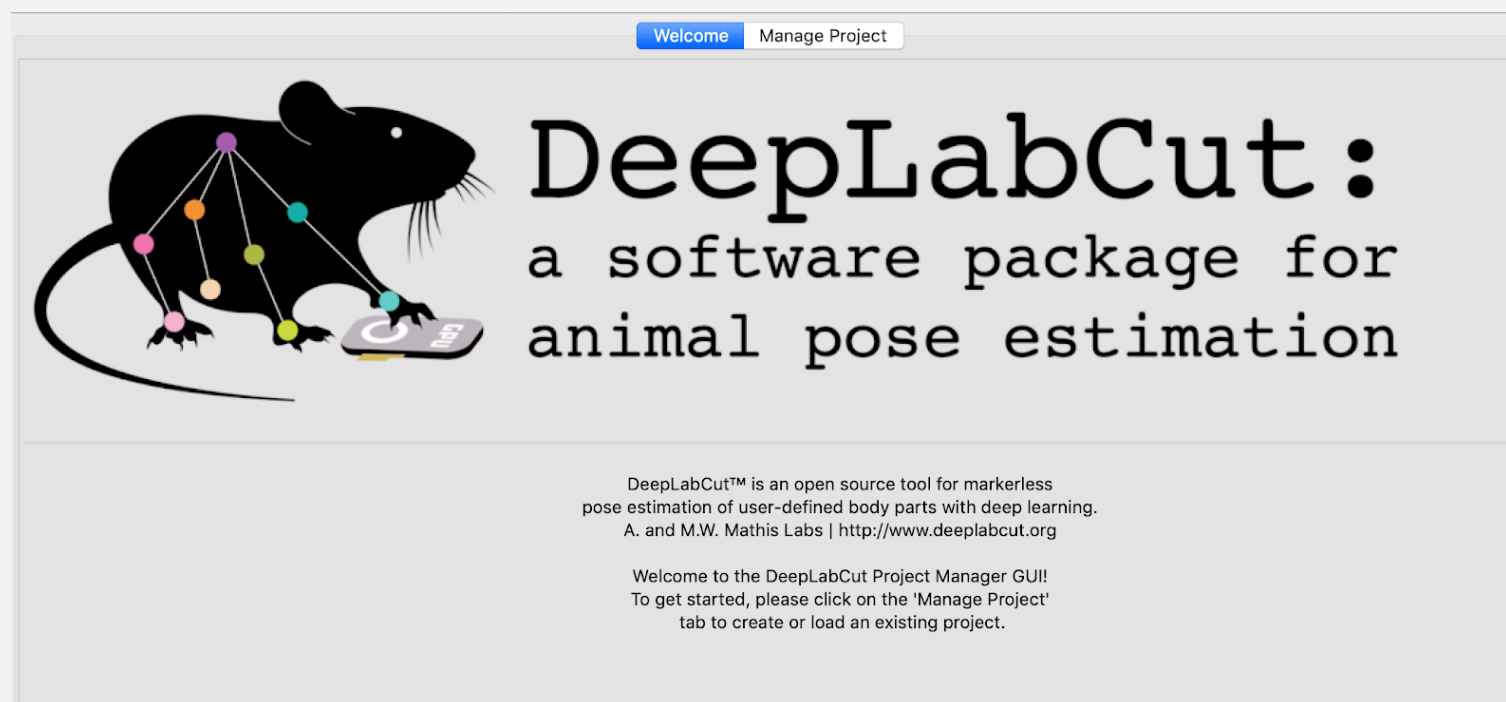 Welcome
Manage Project
DeepLabCut:
a software package for
animal pose estimation
GPU
DeepLabCut™ is an open source tool for markerless
pose estimation of user-defined body parts with deep learning.
A. and M.W. Mathis Labs | http://www.deeplabcut.org
Welcome to the DeepLabCut Project Manager GUI!
To get started, please click on the 'Manage Project'
tab to create or load an existing project.